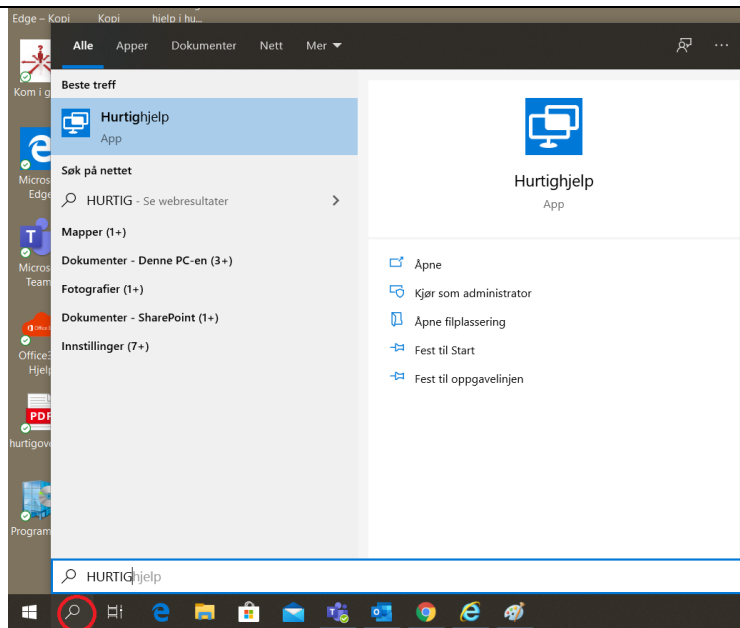 Edge – Kopi Kopi hjelp i hu...
Alle Apper Dokumenter Nett Mer
Kom i g
Beste treff
Hurtighjelp
App
Søk på nettet
HURTIG - Se webresultater
Mapper (1+)
Dokumenter - Denne PC-en (3+)
Fotografier (1+)
Dokumenter - SharePoint (1+)
Innstillinger (7+)
Hurtighjelp
App
Åpne
Kjør som administrator
Åpne filplassering
Fest til Start
Fest til oppgavelinjen
Micros
Edge
Micros
Team
Office3
Hjelp
PDF
hurtigov
Program
HURTIGhjelp